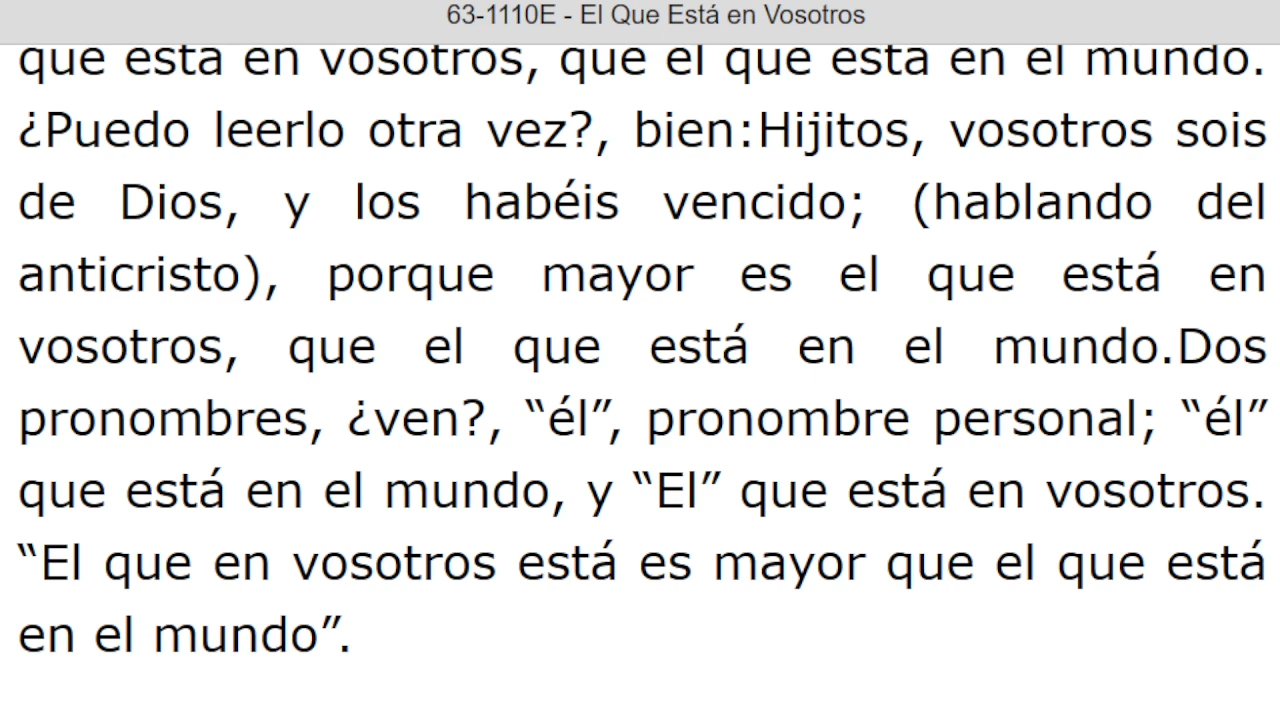 63-1110E - El Que Está en Vosotros
que está en vosotros, que el que está en el mundo.
¿Puedo leerlo otra vez?, bien:Hijitos, vosotros sois
de Dios, y los habéis vencido; (hablando del
anticristo), porque mayor es el que está en
vosotros, que el que está en el mundo.Dos
pronombres, ¿ven?, “él”, pronombre personal; “él”
que está en el mundo, y “El” que está en vosotros.
“El que en vosotros está es mayor que el que está
en el mundo”.